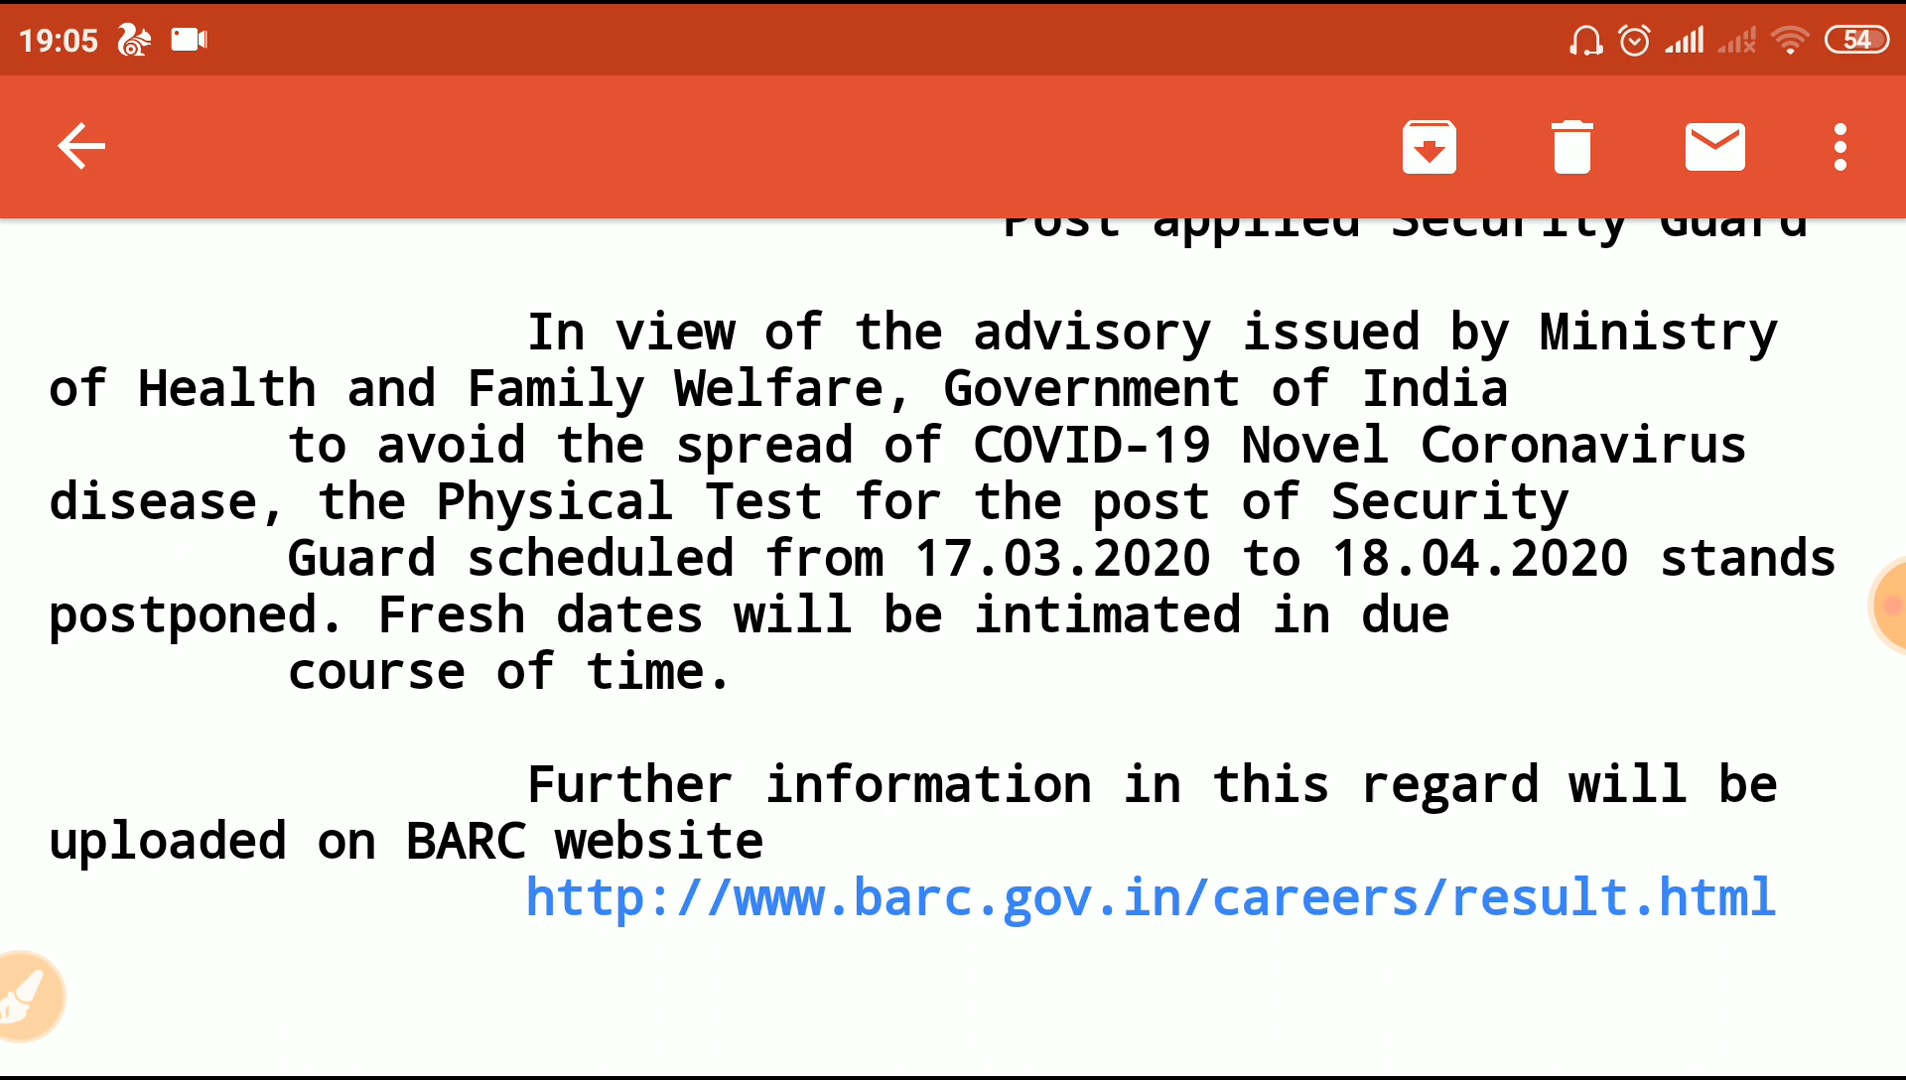 19:05
54
Post applied Security Guard
In view of the advisory issued by Ministry
of Health and Family Welfare, Government of India
to avoid the spread of COVID-19 Novel Coronavirus
disease, the Physical Test for the post of Security
Guard scheduled from 17.03.2020 to 18.04.2020 stands
postponed. Fresh dates will be intimated in due
course of time.
Further information in this regard will be
uploaded on BARC website
http://www.barc.gov.in/careers/result.html